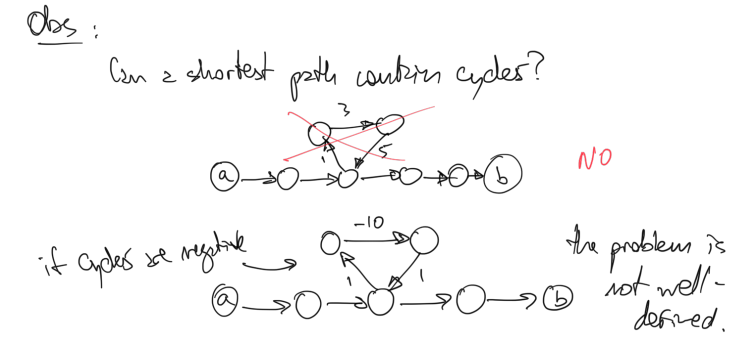 Obs :
Can a shortest path contain cycles?
3
1
5
a
b
NO
if cycles are negative
-10
1
1
a
b
the problem is
not well-
defined.